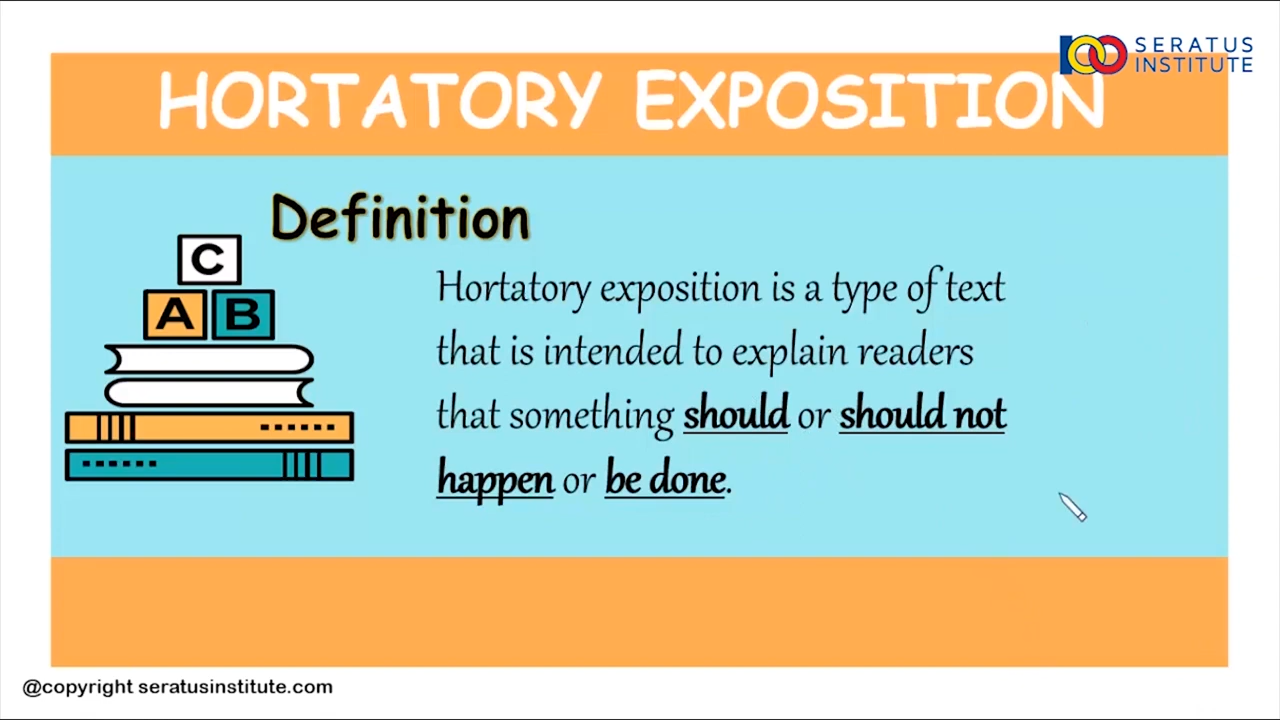 SERATUS
INSTITUTE
HORTATORY EXPOSITION
Definition
C
A B
Hortatory exposition is a type of text
that is intended to explain readers
that something should or should not
happen or be done.
@copyright seratusinstitute.com